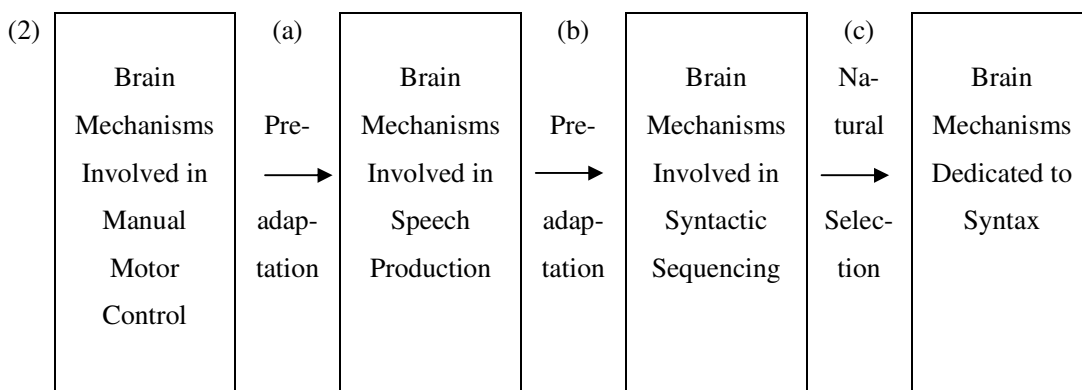 (2)
Brain
Mechanisms
Involved in
Manual
Motor
Control
(a)
Pre-
adap-
tation
Brain
Mechanisms
Involved in
Speech
Production
(b)
Pre-
adap-
tation
Brain
Mechanisms
Involved in
Syntactic
Sequencing
(c)
Na-
tural
Selec-
tion
Brain
Mechanisms
Dedicated to
Syntax